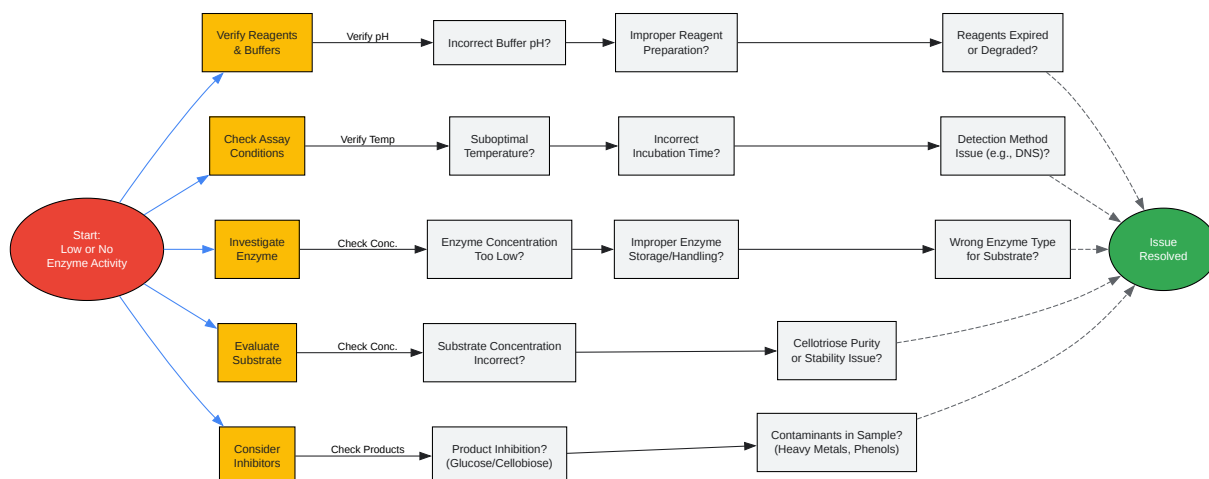 Verify Reagents
& Buffers
Verify pH
Incorrect Buffer pH?
Improper Reagent
Preparation?
Reagents Expired
or Degraded?
Check Assay
Conditions
Verify Temp
Suboptimal
Temperature?
Incorrect
Incubation Time?
Detection Method
Issue (e.g., DNS)?
Start:
Low or No
Enzyme Activity
Investigate
Enzyme
Check Conc.
Enzyme Concentration
Too Low?
Improper Enzyme
Storage/Handling?
Wrong Enzyme Type
for Substrate?
Issue
Resolved
Evaluate
Substrate
Check Conc.
Substrate Concentration
Incorrect?
Cellotriose Purity
or Stability Issue?
Consider
Inhibitors
Check Products
Product Inhibition?
(Glucose/Cellobiose)
Contaminants in Sample?
(Heavy Metals, Phenols)